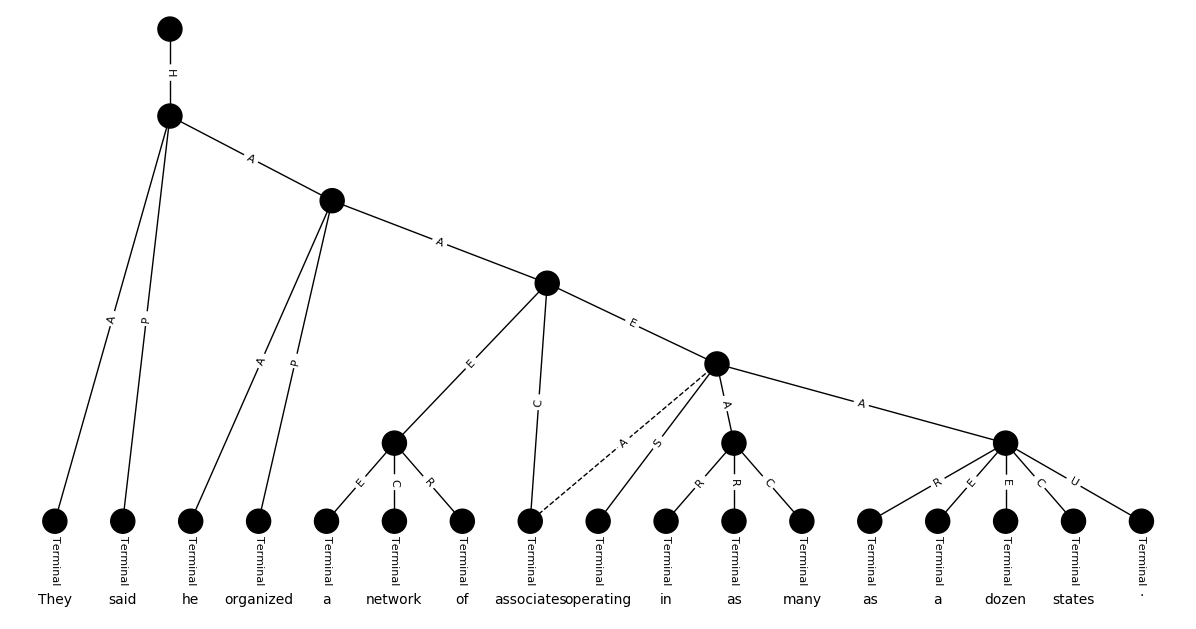 H
A
A
A P
E
A P
E
C
A
A
A S
E C R
R R C
R E E C U
Terminal Terminal Terminal Terminal Terminal Terminal Terminal Terminal Terminal Terminal Terminal Terminal Terminal Terminal Terminal Terminal Terminal
They said he organized a network of associates operating in as many as a dozen states .